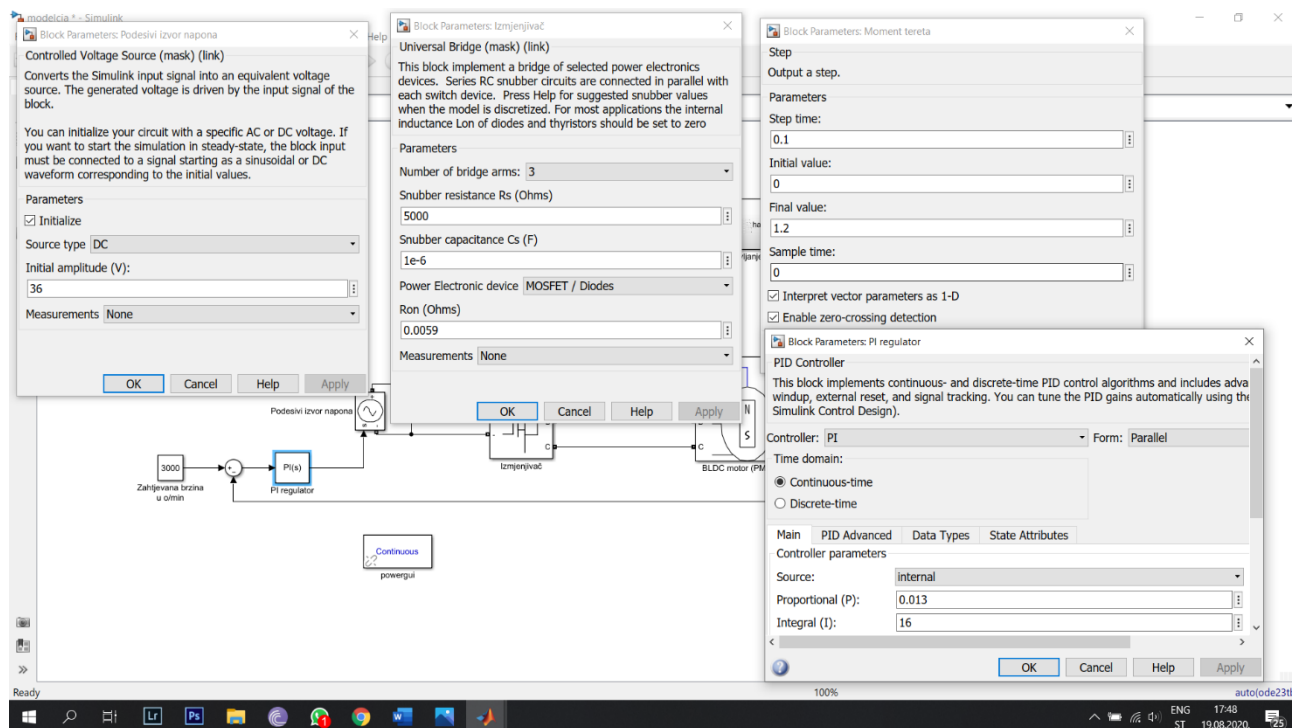 modelcia * - Simulink
Help
Block Parameters: Podesivi izvor napona
Controlled Voltage Source (mask) (link)
Converts the Simulink input signal into an equivalent voltage
source. The generated voltage is driven by the input signal of the
block.
You can initialize your circuit with a specific AC or DC voltage. If
you want to start the simulation in steady-state, the block input
must be connected to a signal starting as a sinusoidal or DC
waveform corresponding to the initial values.
Parameters
Initialize
Source type DC
Initial amplitude (V):
36
Measurements None
OK Cancel Help Apply
Block Parameters: Izmjenjivač
Universal Bridge (mask) (link)
This block implement a bridge of selected power electronics
devices. Series RC snubber circuits are connected in parallel with
each switch device. Press Help for suggested snubber values
when the model is discretized. For most applications the internal
inductance Lon of diodes and thyristors should be set to zero
Parameters
Number of bridge arms: 3
Snubber resistance Rs (Ohms)
5000
Snubber capacitance Cs (F)
1e-6
Power Electronic device MOSFET / Diodes
Ron (Ohms)
0.0059
Measurements None
OK Cancel Help Apply
Block Parameters: Moment tereta
Step
Output a step.
Parameters
Step time:
0.1
Initial value:
0
Final value:
1.2
Sample time:
0
Interpret vector parameters as 1-D
Enable zero-crossing detection
Block Parameters: PI regulator
PID Controller
This block implements continuous- and discrete-time PID control algorithms and includes adva
windup, external reset, and signal tracking. You can tune the PID gains automatically using the
Simulink Control Design).
Controller: PI Form: Parallel
Time domain:
Continuous-time
Discrete-time
Main PID Advanced Data Types State Attributes
Controller parameters
Source: internal
Proportional (P): 0.013
Integral (I): 16
OK Cancel Help Apply
Podesivi izvor napona
3000
Zahtjevana brzina
u o/min
PI(s)
PI regulator
C
Izmjenjivač
N
S
C
BLDC motor (PM
Continuous
powergui
Ready 100% auto(ode23tb
Lr Ps
ENG
ST
17:48
19.08.2020.
25